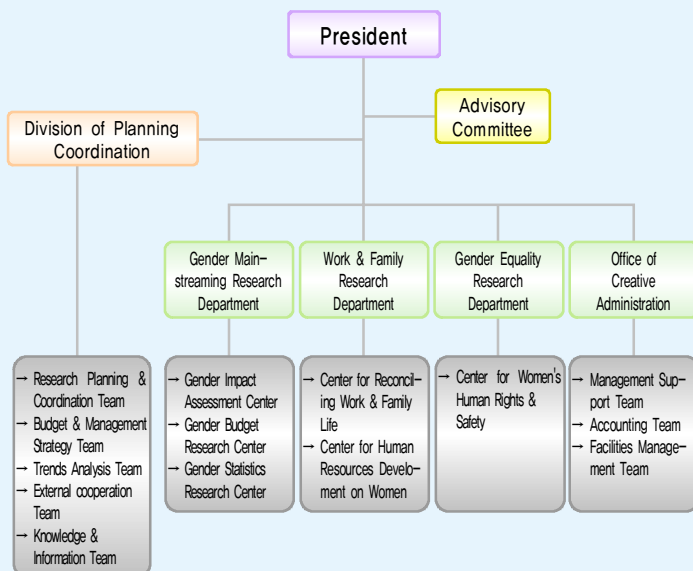 President
Advisory
Committee
Division of Planning
Coordination
Gender Main-
streaming Research
Department
Work & Family
Research
Department
Gender Equality
Research
Department
Office of
Creative
Administration
→ Research Planning &
Coordination Team
→ Budget & Management
Strategy Team
→ Trends Analysis Team
→ External cooperation
Team
→ Knowledge &
Information Team
→ Gender Impact
Assessment Center
→ Gender Budget
Research Center
→ Gender Statistics
Research Center
→ Center for Reconcil-
ing Work & Family
Life
→ Center for Human
Resources Develop-
ment on Women
→ Center for Women's
Human Rights &
Safety
→ Management Sup-
port Team
→ Accounting Team
→ Facilities Manage-
ment Team